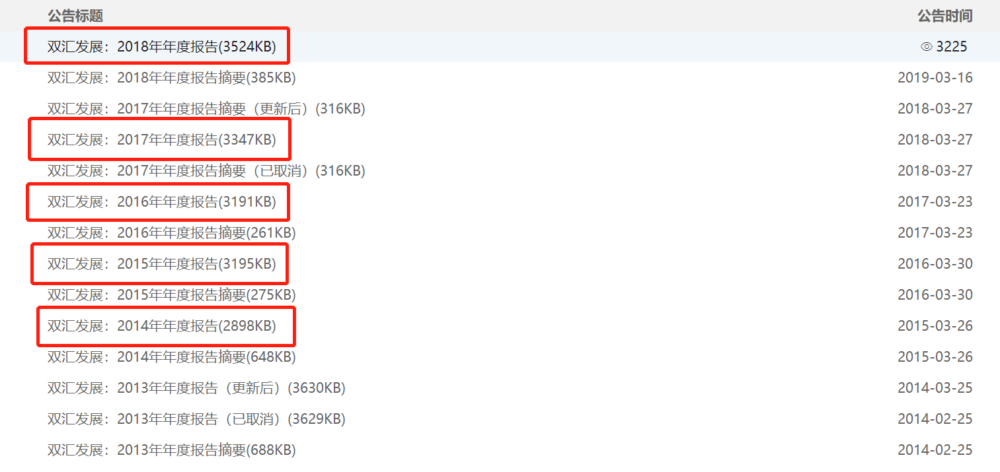 公告标题 公告时间
双汇发展：2018年年度报告(3524KB) 3225
双汇发展：2018年年度报告摘要(385KB) 2019-03-16
双汇发展：2017年年度报告摘要（更新后）(316KB) 2018-03-27
双汇发展：2017年年度报告(3347KB) 2018-03-27
双汇发展：2017年年度报告摘要（已取消）(316KB) 2018-03-27
双汇发展：2016年年度报告(3191KB) 2017-03-23
双汇发展：2016年年度报告摘要(261KB) 2017-03-23
双汇发展：2015年年度报告(3195KB) 2016-03-30
双汇发展：2015年年度报告摘要(275KB) 2016-03-30
双汇发展：2014年年度报告(2898KB) 2015-03-26
双汇发展：2014年年度报告摘要(648KB) 2015-03-26
双汇发展：2013年年度报告（更新后）(3630KB) 2014-03-25
双汇发展：2013年年度报告（已取消）(3629KB) 2014-02-25
双汇发展：2013年年度报告摘要(688KB) 2014-02-25